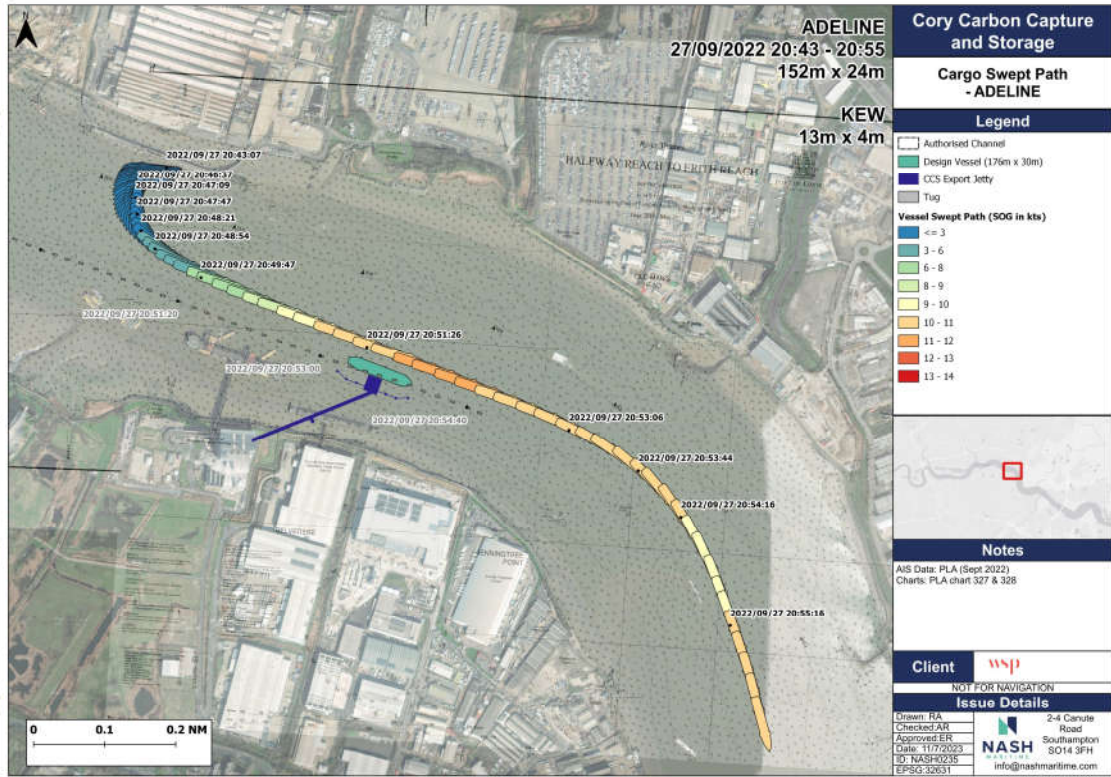 ADELINE
27/09/2022 20:43 - 20:55
152m x 24m
KEW
13m x 4m
HALFWAY REACH TO ERITH REACH
2022/09/27 20:43:07
2022/09/27 20:46:37
2022/09/27 20:47:09
2022/09/27 20:47:47
2022/09/27 20:48:21
2022/09/27 20:48:54
2022/09/27 20:49:47
2022/09/27 20:51:20
2022/09/27 20:51:26
2022/09/27 20:53:00
2022/09/27 20:54:40
2022/09/27 20:53:06
2022/09/27 20:53:44
2022/09/27 20:54:16
2022/09/27 20:55:16
BELVEDERE
POINT
0 0.1 0.2 NM
Cory Carbon Capture
and Storage
Cargo Swept Path
- ADELINE
Legend
Authorised Channel
Design Vessel (176m x 30m)
CCS Export Jetty
Tug
Vessel Swept Path (SOG in kts)
<= 3
3 - 6
6 - 8
8 - 9
9 - 10
10 - 11
11 - 12
12 - 13
13 - 14
Notes
AIS Data: PLA (Sept 2022)
Charts: PLA chart 327 & 328
Client
wsp
NOT FOR NAVIGATION
Issue Details
Drawn: RA
Checked:AR
Approved:ER
Date: 11/7/2023
ID: NASH0235
EPSG:32631
NASH
MARITIME
2-4 Canute
Road
Southampton
SO14 3FH
info@nashmaritime.com